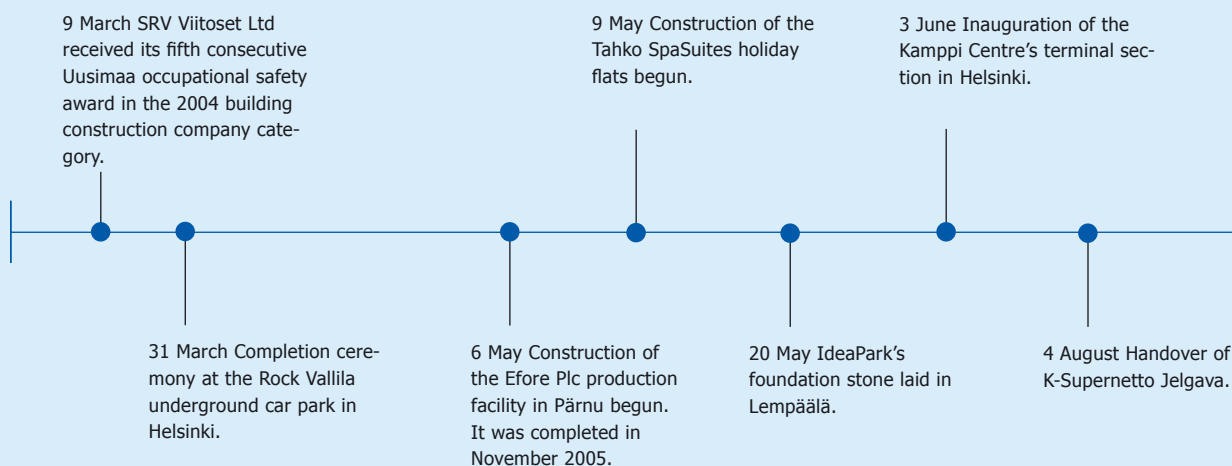 9 March SRV Viitoset Ltd
received its fifth consecutive
Uusimaa occupational safety
award in the 2004 building
construction company cate-
gory.
9 May Construction of the
Tahko SpaSuites holiday
flats begun.
3 June Inauguration of the
Kamppi Centre's terminal sec-
tion in Helsinki.
31 March Completion cere-
mony at the Rock Vallila
underground car park in
Helsinki.
6 May Construction of
the Efore Plc production
facility in Pärnu begun.
It was completed in
November 2005.
20 May IdeaPark's
foundation stone laid in
Lempäälä.
4 August Handover of
K-Supernetto Jelgava.